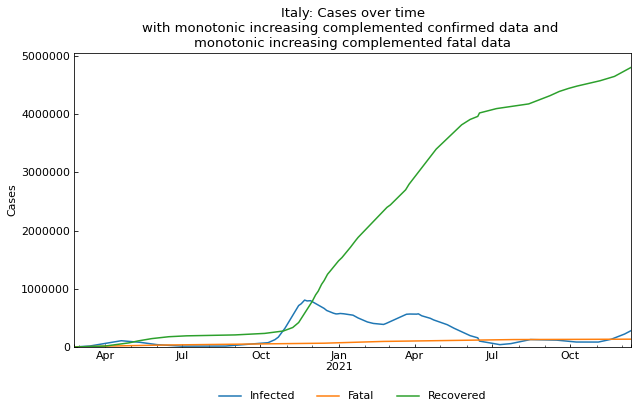 Italy: Cases over time
with monotonic increasing complemented confirmed data and
monotonic increasing complemented fatal data
5000000
4000000
3000000
2000000
1000000
0
Cases
Apr Jul Oct Jan Apr Jul Oct
2021
Infected Fatal Recovered